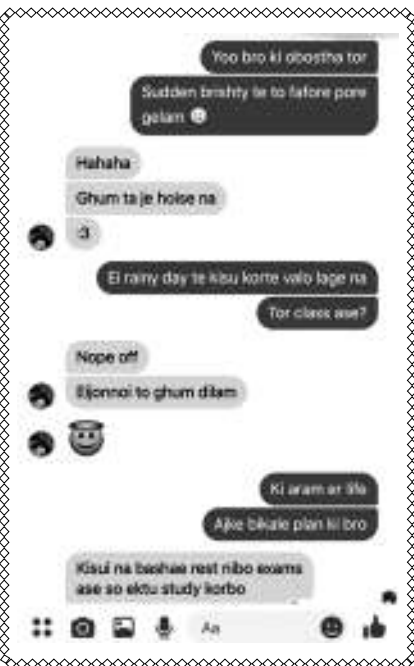 Yoo bro ki obostha tor
Sudden brishty te to fafore pore
gelam
Hahaha
Ghum ta je hoise na
:3
Ei rainy day te kisu korte valo lage na
Tor class ase?
Nope off
Eijonnoi to ghum dilam
Ki aram er life
Ajke bikale plan ki bro
Kisui na bashae rest nibo exams
ase so ektu study korbo
Aa